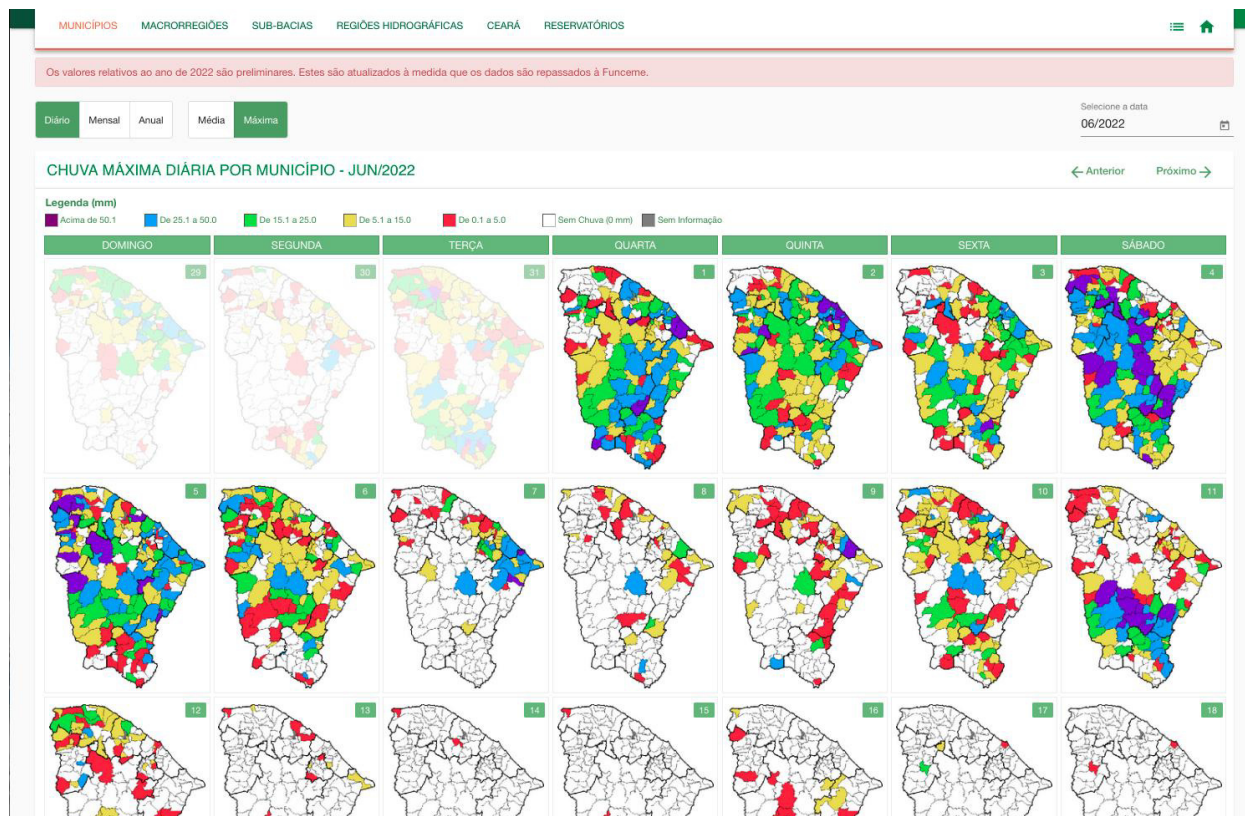 MUNICÍPIOS MACRORREGIÕES SUB-BACIAS REGIÕES HIDROGRÁFICAS CEARÁ RESERVATÓRIOS
Os valores relativos ao ano de 2022 são preliminares. Estes são atualizados à medida que os dados são repassados à Funceme.
Selecione a data
Diário Mensal Anual Média Máxima 06/2022
CHUVA MÁXIMA DIÁRIA POR MUNICÍPIO - JUN/2022 Anterior Próximo
Legenda (mm)
Acima de 50.1 De 25.1 a 50.0 De 15.1 a 25.0 De 5.1 a 15.0 De 0.1 a 5.0 Sem Chuva (0 mm) Sem Informação
DOMINGO SEGUNDA TERÇA QUARTA QUINTA SEXTA SÁBADO
29 30 31 1 2 3 4
5 6 7 8 9 10 11
12 13 14 15 16 17 18